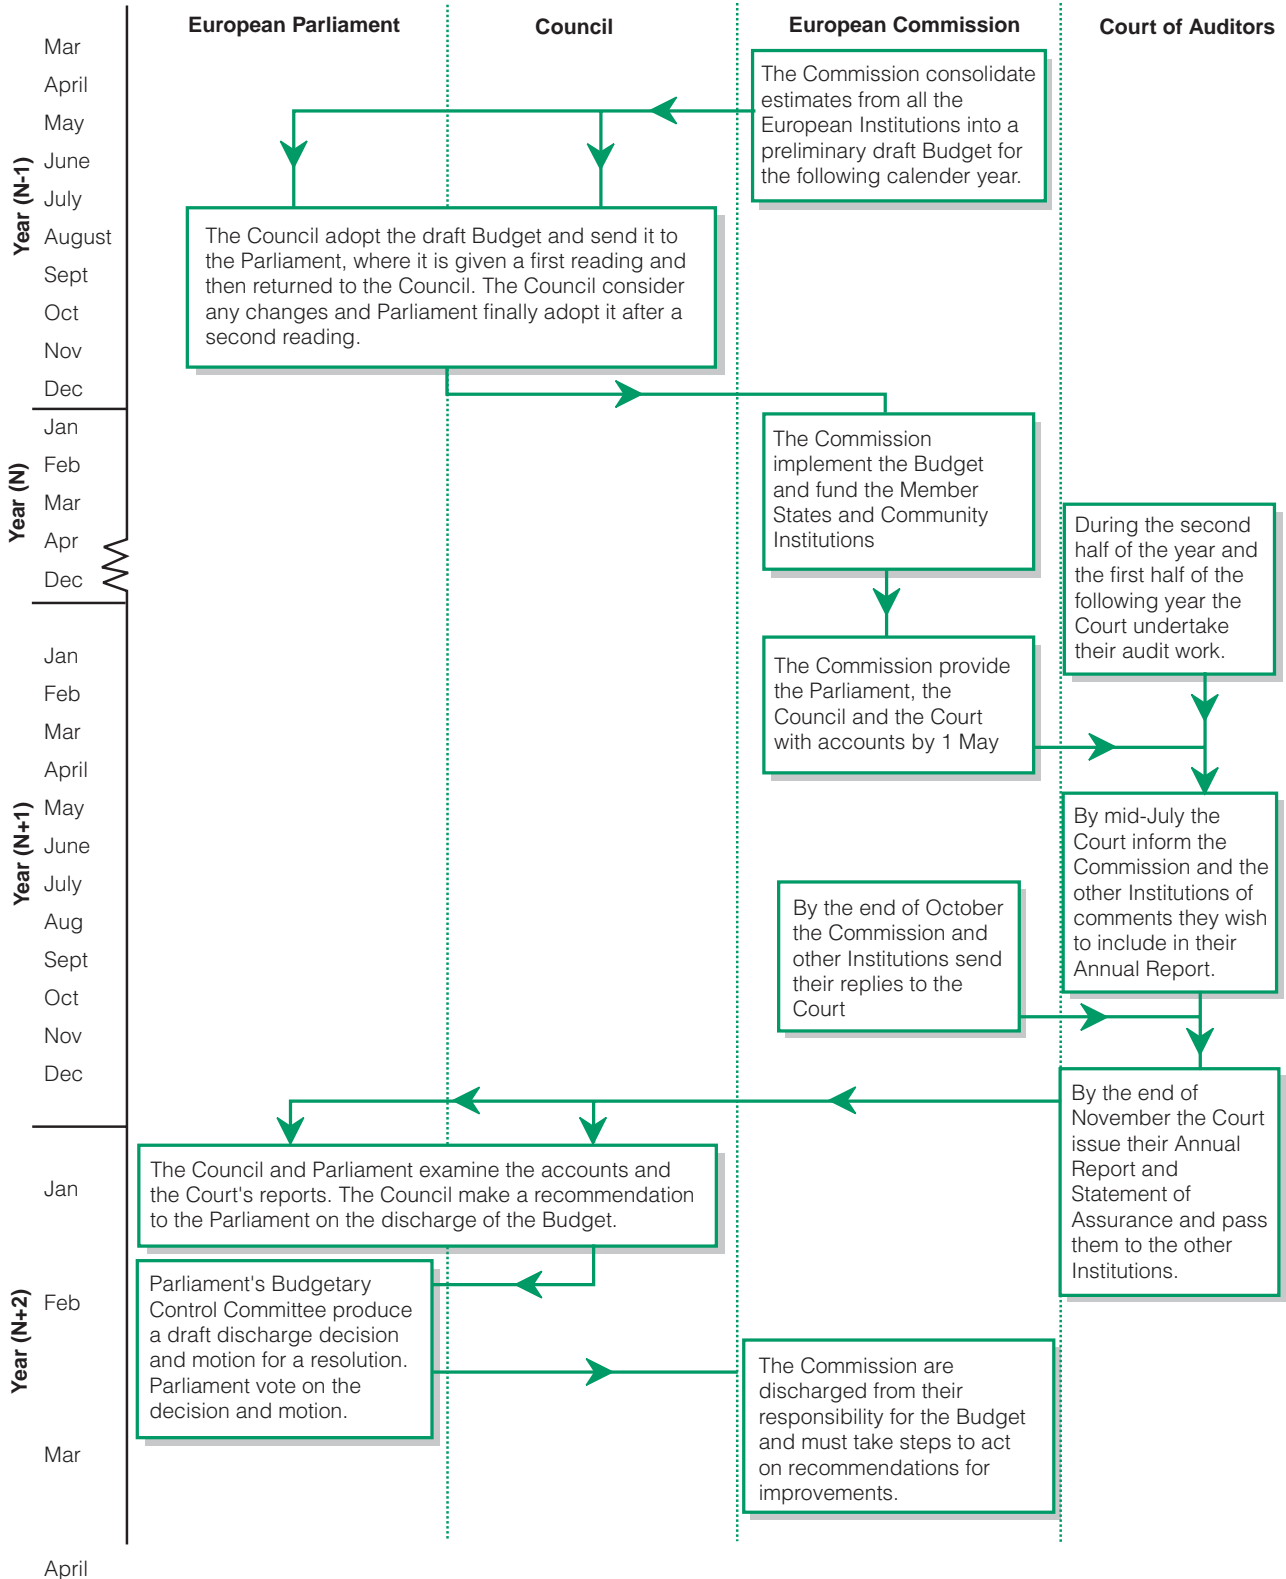 European Parliament
Council
European Commission
Court of Auditors
Year (N-1)
Mar
April
May
June
July
August
Sept
Oct
Nov
Dec
The Commission consolidate
estimates from all the
European Institutions into a
preliminary draft Budget for
the following calender year.
The Council adopt the draft Budget and send it to
the Parliament, where it is given a first reading and
then returned to the Council. The Council consider
any changes and Parliament finally adopt it after a
second reading.
Year (N)
Jan
Feb
Mar
Apr
Dec
The Commission
implement the Budget
and fund the Member
States and Community
Institutions
During the second
half of the year and
the first half of the
following year the
Court undertake
their audit work.
Year (N+1)
Jan
Feb
Mar
April
May
June
July
Aug
Sept
Oct
Nov
Dec
The Commission provide
the Parliament, the
Council and the Court
with accounts by 1 May
By mid-July the
Court inform the
Commission and the
other Institutions of
comments they wish
to include in their
Annual Report.
By the end of October
the Commission and
other Institutions send
their replies to the
Court
By the end of
November the Court
issue their Annual
Report and
Statement of
Assurance and pass
them to the other
Institutions.
Year (N+2)
Jan
Feb
Mar
April
The Council and Parliament examine the accounts and
the Court's reports. The Council make a recommendation
to the Parliament on the discharge of the Budget.
Parliament's Budgetary
Control Committee produce
a draft discharge decision
and motion for a resolution.
Parliament vote on the
decision and motion.
The Commission are
discharged from their
responsibility for the Budget
and must take steps to act
on recommendations for
improvements.